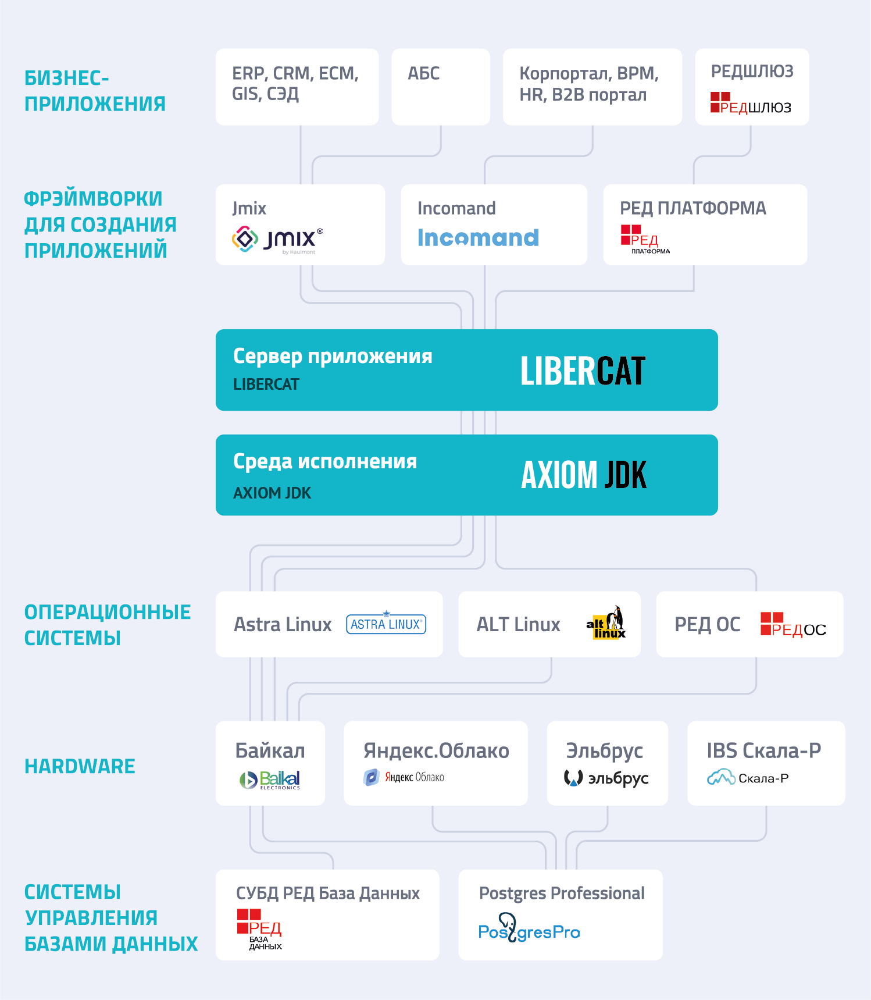 БИЗНЕС-
ПРИЛОЖЕНИЯ
ERP, CRM, ECM,
GIS, СЭД
АБС
Корпортал, BPM,
HR, B2B портал
РЕДШЛЮЗ
РЕДШЛЮЗ
ФРЭЙМВОРКИ
ДЛЯ СОЗДАНИЯ
ПРИЛОЖЕНИЙ
Jmix
JMIX®
by Haulmont
Incomand
Incomand
РЕД ПЛАТФОРМА
РЕД
ПЛАТФОРМА
Сервер приложения
LIBERCAT
LIBERCAT
Среда исполнения
AXIOM JDK
AXIOM JDK
ОПЕРАЦИОННЫЕ
СИСТЕМЫ
Astra Linux
ASTRA LINUX®
ALT Linux
alt
linux
РЕД ОС
РЕДОС
HARDWARE
Байкал
Baikal
ELECTRONICS
Яндекс.Облако
Яндекс Облако
Эльбрус
эльбрус
IBS Скала-Р
Скала-Р
СИСТЕМЫ
УПРАВЛЕНИЯ
БАЗАМИ ДАННЫХ
СУБД РЕД База Данных
РЕД
БАЗА
ДАННЫХ
Postgres Professional
PostgresPro